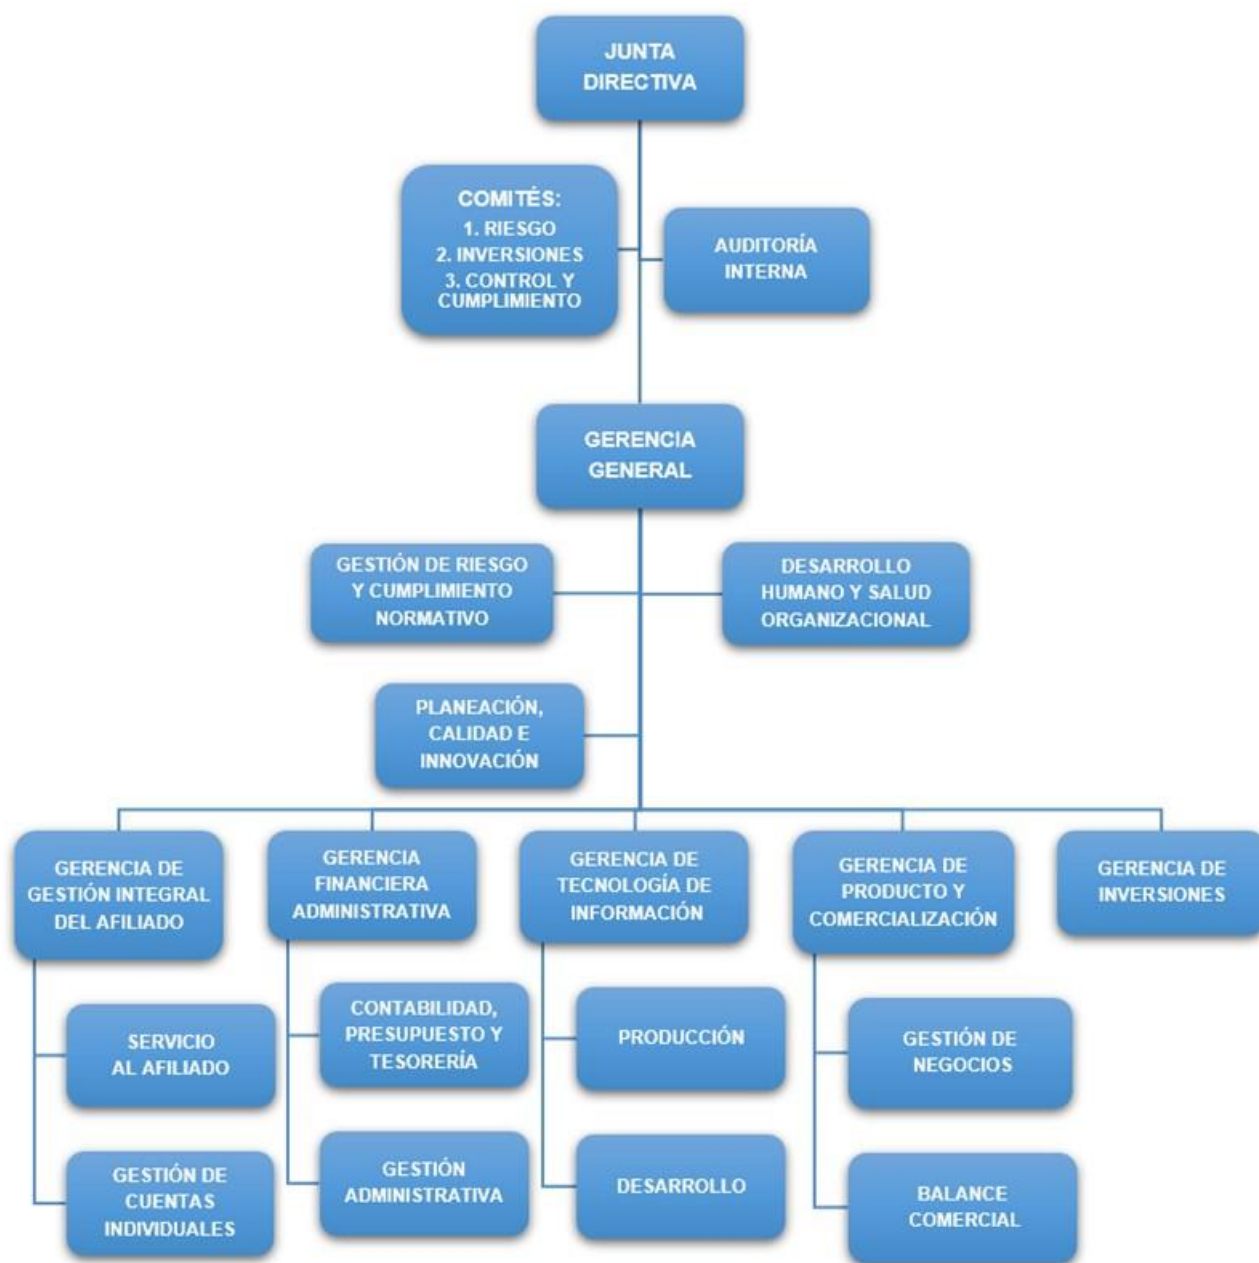 JUNTA
DIRECTIVA
COMITÉS:
1. RIESGO
2. INVERSIONES
3. CONTROL Y
CUMPLIMIENTO
AUDITORÍA
INTERNA
GERENCIA
GENERAL
GESTIÓN DE RIESGO
Y CUMPLIMIENTO
NORMATIVO
DESARROLLO
HUMANO Y SALUD
ORGANIZACIONAL
PLANEACIÓN,
CALIDAD E
INNOVACIÓN
GERENCIA DE
GESTIÓN INTEGRAL
DEL AFILIADO
GERENCIA
FINANCIERA
ADMINISTRATIVA
GERENCIA DE
TECNOLOGÍA DE
INFORMACIÓN
GERENCIA DE
PRODUCTO Y
COMERCIALIZACIÓN
GERENCIA DE
INVERSIONES
SERVICIO
AL AFILIADO
CONTABILIDAD,
PRESUPUESTO Y
TESORERÍA
PRODUCCIÓN
GESTIÓN DE
NEGOCIOS
GESTIÓN DE
CUENTAS
INDIVIDUALES
GESTIÓN
ADMINISTRATIVA
DESARROLLO
BALANCE
COMERCIAL